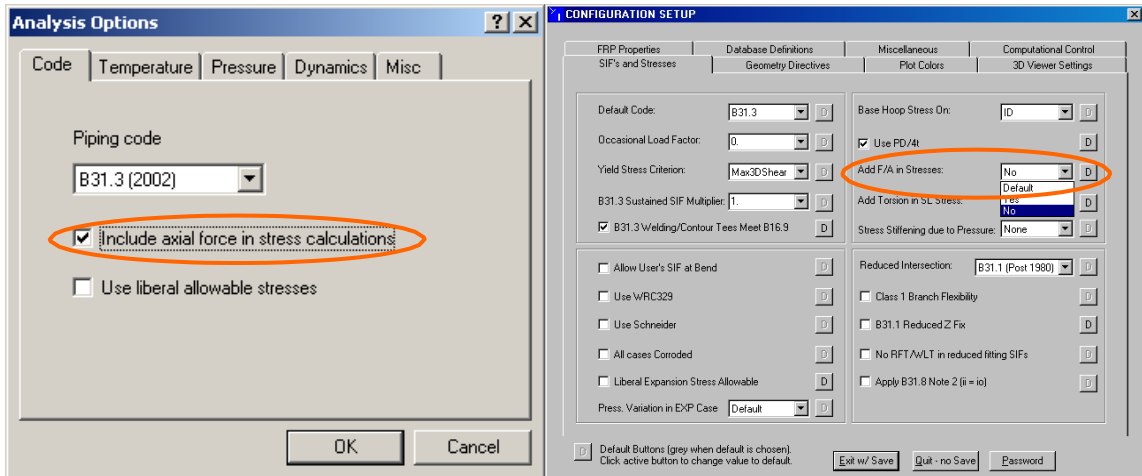 Analysis Options
Code Temperature Pressure Dynamics Misc
Piping code
B31.3 (2002)
Include axial force in stress calculations
Use liberal allowable stresses
OK Cancel
CONFIGURATION SETUP
FRP Properties Database Definitions Miscellaneous Computational Control
SIF's and Stresses Geometry Directives Plot Colors 3D Viewer Settings
Default Code: B31.3 D
Occasional Load Factor: 0. D
Yield Stress Criterion: Max3DShear D
B31.3 Sustained SIF Multiplier: 1. D
B31.3 Welding/Contour Tees Meet B16.9 D
Base Hoop Stress On: ID D
Use PD/4t D
Add F/A in Stresses: No D
Default
Yes
Add Torsion in SL Stress: No D
Stress Stiffening due to Pressure: None D
Allow User's SIF at Bend D
Use WRC329 D
Use Schneider D
All cases Corroded D
Liberal Expansion Stress Allowable D
Press. Variation in EXP Case Default D
Reduced Intersection: B31.1 (Post 1980) D
Class 1 Branch Flexibility D
B31.1 Reduced Z Fix D
No RFT/WLT in reduced fitting SIFs D
Apply B31.8 Note 2 (ii = io) D
D Default Buttons (grey when default is chosen).
Click active button to change value to default.
Exit w/ Save Quit - no Save Password